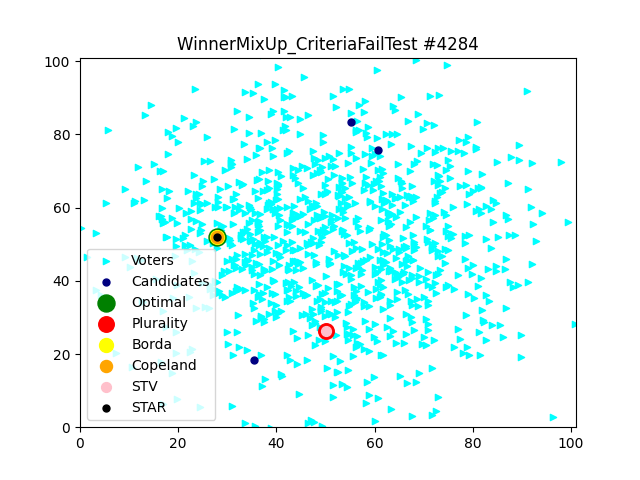 WinnerMixUp_CriteriaFailTest #4284
100
80
60
40
20
0
0
20
40
60
80
100
Voters
Candidates
Optimal
Plurality
Borda
Copeland
STV
STAR